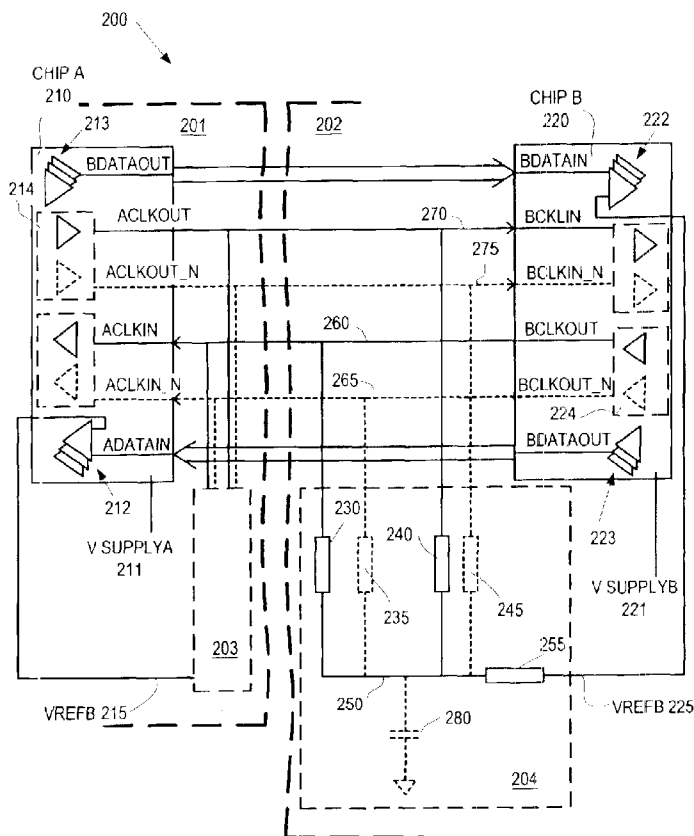 200
CHIP A
210
213
201
202
CHIP B
220
222
BDATAOUT
BDATAIN
214
ACLKOUT
270
BCKLIN
ACLKOUT_N
275
BCLKIN_N
ACLKIN
260
BCLKOUT
ACLKIN_N
265
BCLKOUT_N
224
ADATAIN
BDATAOUT
212
223
230
240
V SUPPLYA
211
235
245
V SUPPLYB
221
203
255
VREFB 215
250
280
VREFB 225
204